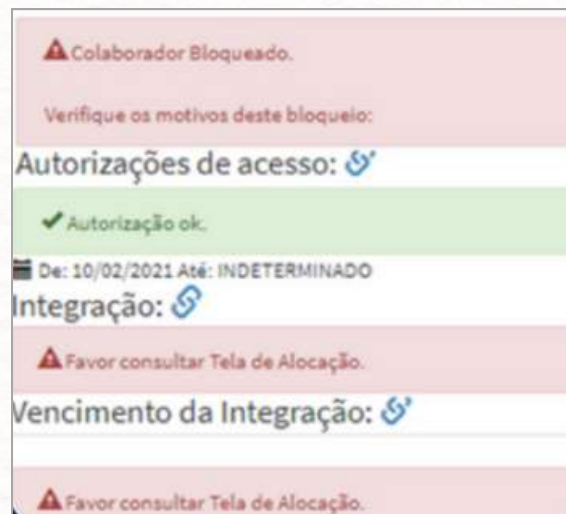 Colaborador Bloqueado.
Verifique os motivos deste bloqueio:
Autorizações de acesso:
Autorização ok.
De: 10/02/2021 Até: INDETERMINADO
Integração:
Favor consultar Tela de Alocação.
Vencimento da Integração:
Favor consultar Tela de Alocação.